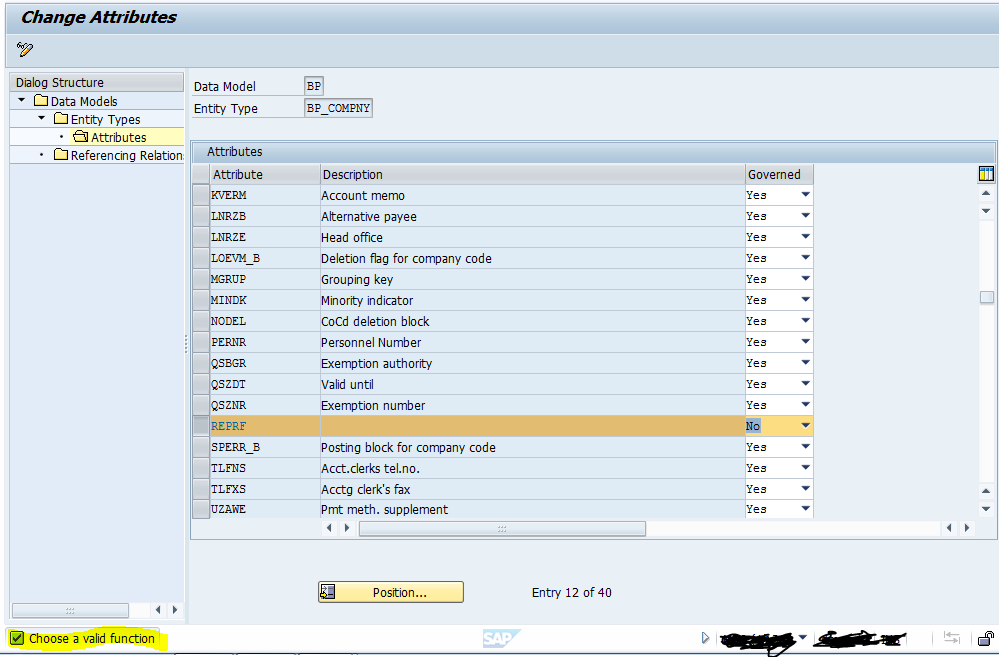 Change Attributes
Dialog Structure
Data Models
Entity Types
Attributes
Referencing Relation
Data Model BP
Entity Type BP_COMPNY
Attributes
Attribute Description Governed
KVERM Account memo Yes
LNRZB Alternative payee Yes
LNRZE Head office Yes
LOEVM_B Deletion flag for company code Yes
MGRUP Grouping key Yes
MINDK Minority indicator Yes
NODEL CoCd deletion block Yes
PERNR Personnel Number Yes
QSBGR Exemption authority Yes
QSZDT Valid until Yes
QSZNR Exemption number Yes
REPRF No
SPERR_B Posting block for company code Yes
TLFNS Acct.clerks tel.no. Yes
TLFXS Acctg clerk's fax Yes
UZAWE Pmt meth. supplement Yes
Position... Entry 12 of 40
Choose a valid function SAP